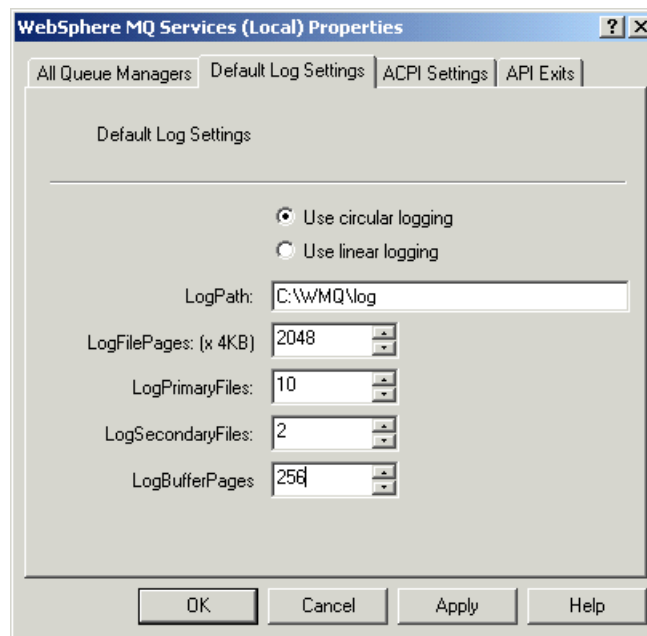 WebSphere MQ Services (Local) Properties
All Queue Managers Default Log Settings ACPI Settings API Exits
Default Log Settings
Use circular logging
Use linear logging
LogPath: C:\WMQ\log
LogFilePages: (x 4KB) 2048
LogPrimaryFiles: 10
LogSecondaryFiles: 2
LogBufferPages 256
OK Cancel Apply Help